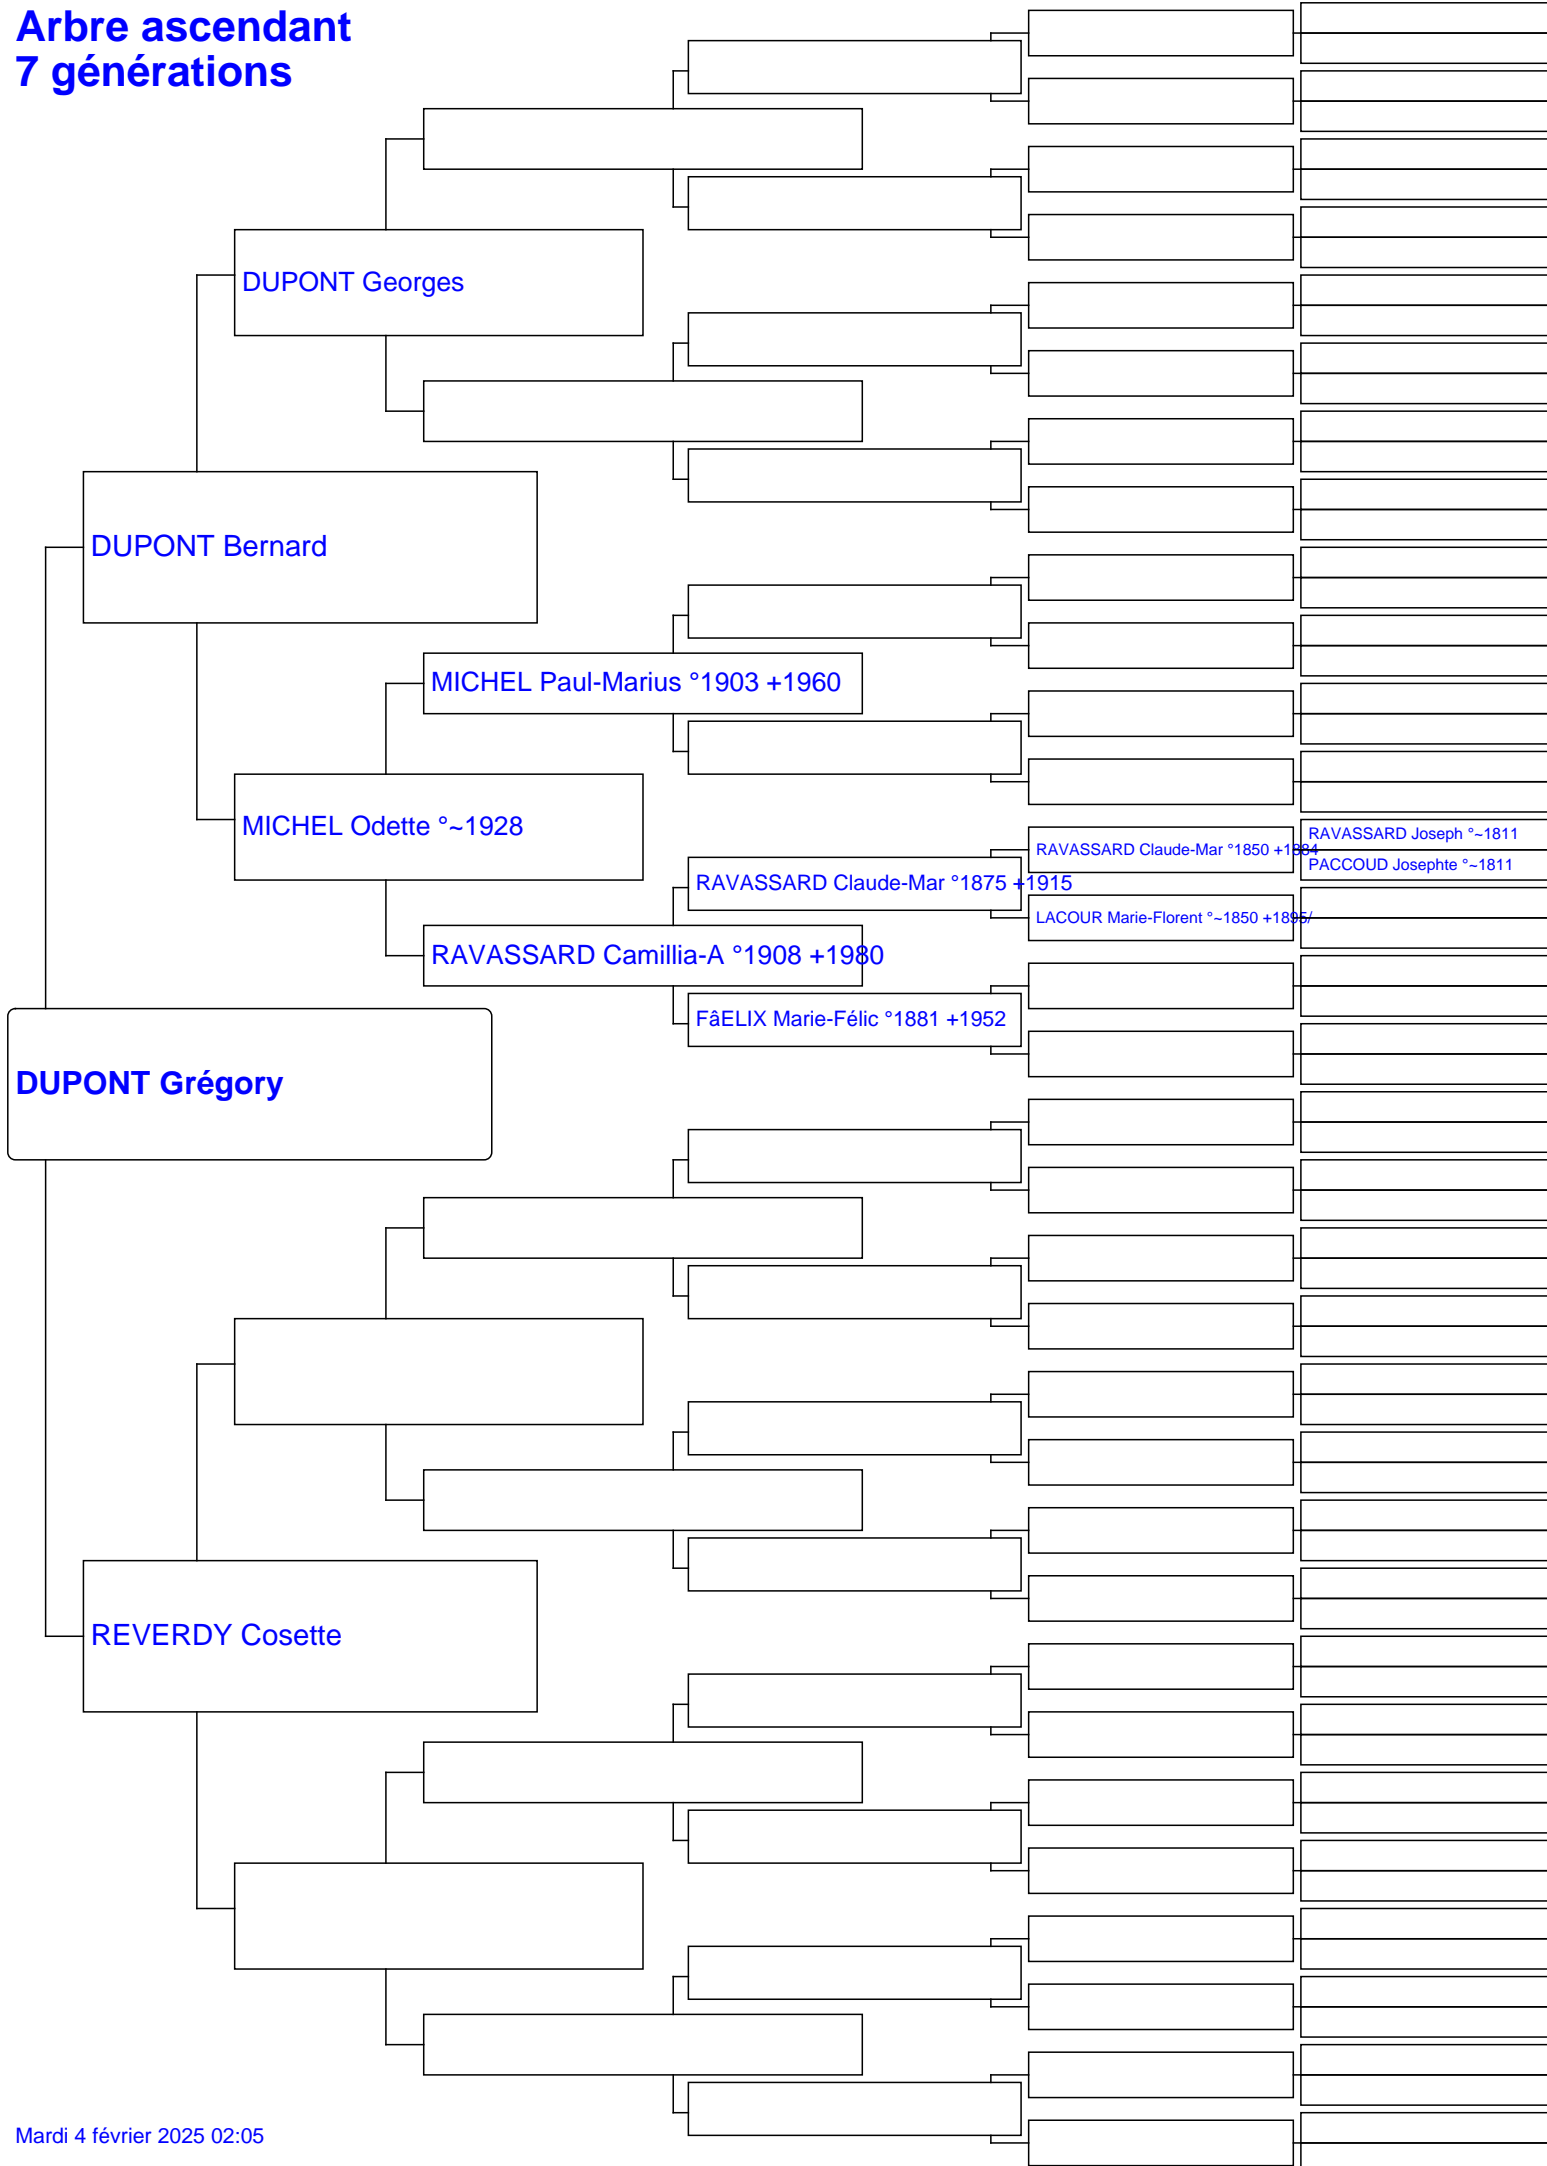 Arbre ascendant
7 générations
DUPONT Georges
DUPONT Bernard
MICHEL Paul-Marius °1903 +1960
MICHEL Odette °~1928
RAVASSARD Claude-Mar °1850 +1884
RAVASSARD Joseph °~1811
PACCOUD Josephte °~1811
RAVASSARD Claude-Mar °1875 +1915
LACOUR Marie-Florent °~1850 +1895/
RAVASSARD Camillia-A °1908 +1980
FâELIX Marie-Félic °1881 +1952
DUPONT Grégory
REVERDY Cosette
Mardi 4 février 2025 02:05